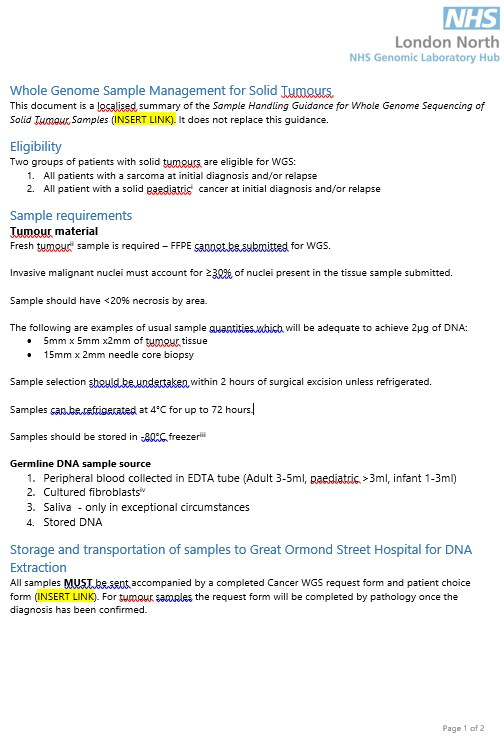 NHS
London North
NHS Genomic Laboratory Hub
Whole Genome Sample Management for Solid Tumours
This document is a localised summary of the Sample Handling Guidance for Whole Genome Sequencing of
Solid Tumour Samples (INSERT LINK). It does not replace this guidance.
Eligibility
Two groups of patients with solid tumours are eligible for WGS:
1. All patients with a sarcoma at initial diagnosis and/or relapse
2. All patient with a solid paediatricⁱ cancer at initial diagnosis and/or relapse
Sample requirements
Tumour material
Fresh tumourⁱⁱ sample is required – FFPE cannot be submitted for WGS.
Invasive malignant nuclei must account for ≥30% of nuclei present in the tissue sample submitted.
Sample should have <20% necrosis by area.
The following are examples of usual sample quantities which will be adequate to achieve 2µg of DNA:
• 5mm x 5mm x2mm of tumour tissue
• 15mm x 2mm needle core biopsy
Sample selection should be undertaken within 2 hours of surgical excision unless refrigerated.
Samples can be refrigerated at 4°C for up to 72 hours.
Samples should be stored in -80°C freezerⁱⁱⁱ
Germline DNA sample source
1. Peripheral blood collected in EDTA tube (Adult 3-5ml, paediatric >3ml, infant 1-3ml)
2. Cultured fibroblastsⁱᵛ
3. Saliva - only in exceptional circumstances
4. Stored DNA
Storage and transportation of samples to Great Ormond Street Hospital for DNA
Extraction
All samples MUST be sent accompanied by a completed Cancer WGS request form and patient choice
form (INSERT LINK). For tumour samples the request form will be completed by pathology once the
diagnosis has been confirmed.
Page 1 of 2